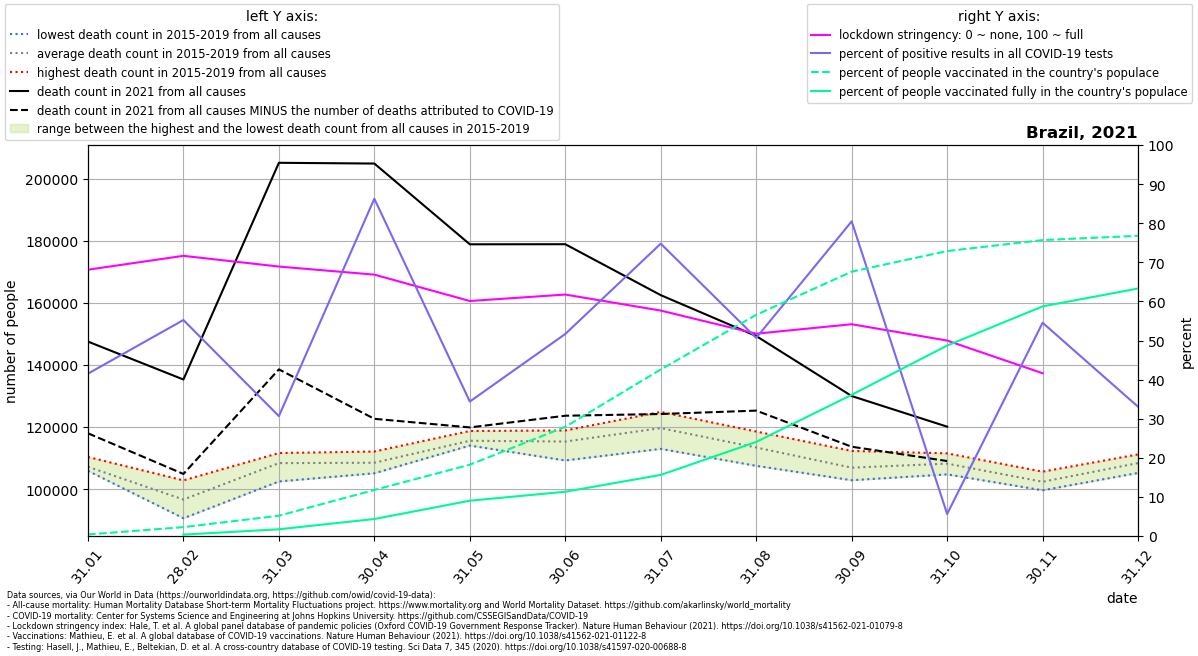 left Y axis:
lowest death count in 2015-2019 from all causes
average death count in 2015-2019 from all causes
highest death count in 2015-2019 from all causes
death count in 2021 from all causes
death count in 2021 from all causes MINUS the number of deaths attributed to COVID-19
range between the highest and the lowest death count from all causes in 2015-2019
right Y axis:
lockdown stringency: 0 ~ none, 100 ~ full
percent of positive results in all COVID-19 tests
percent of people vaccinated in the country's populace
percent of people vaccinated fully in the country's populace
Brazil, 2021
number of people
200000
180000
160000
140000
120000
100000
100
90
80
70
60
50
40
30
20
10
0
percent
31.01
28.02
31.03
30.04
31.05
30.06
31.07
31.08
30.09
31.10
30.11
31.12
date
Data sources, via Our World in Data (https://ourworldindata.org, https://github.com/owid/covid-19-data):
- All-cause mortality: Human Mortality Database Short-term Mortality Fluctuations project. https://www.mortality.org and World Mortality Dataset. https://github.com/akarlinsky/world_mortality
- COVID-19 mortality: Center for Systems Science and Engineering at Johns Hopkins University. https://github.com/CSSEGISandData/COVID-19
- Lockdown stringency index: Hale, T. et al. A global panel database of pandemic policies (Oxford COVID-19 Government Response Tracker). Nature Human Behaviour (2021). https://doi.org/10.1038/s41562-021-01079-8
- Vaccinations: Mathieu, E. et al. A global database of COVID-19 vaccinations. Nature Human Behaviour (2021). https://doi.org/10.1038/s41562-021-01122-8
- Testing: Hasell, J., Mathieu, E., Beltekian, D. et al. A cross-country database of COVID-19 testing. Sci Data 7, 345 (2020). https://doi.org/10.1038/s41597-020-00688-8